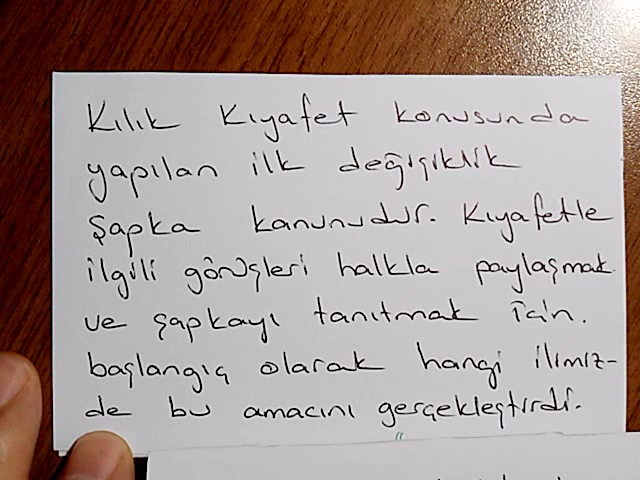 Kılık Kıyafet konusunda
yapılan ilk değişiklik
şapka kanunudur. Kıyafetle
ilgili görüşleri halkla paylaşmak
ve şapkayı tanıtmak için.
başlangıç olarak hangi ilimiz-
de bu amacını gerçekleştirdi.